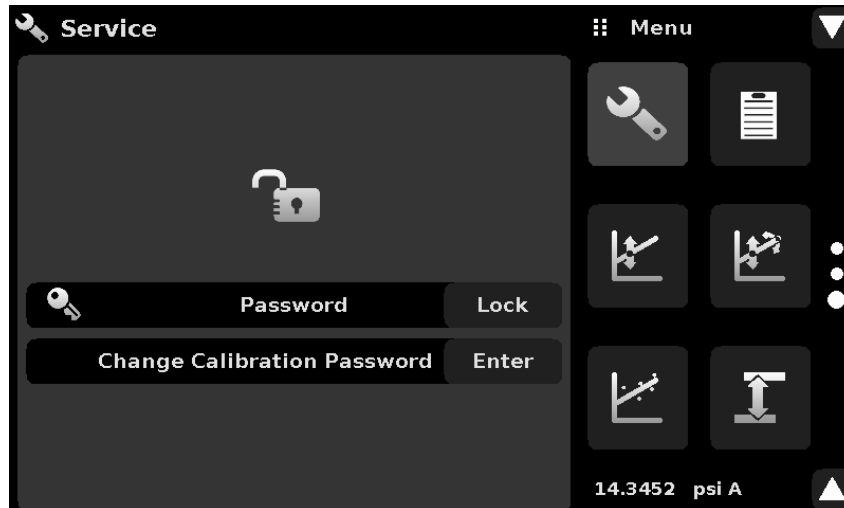 Service
Menu
Password Lock
Change Calibration Password Enter
14.3452 psi A